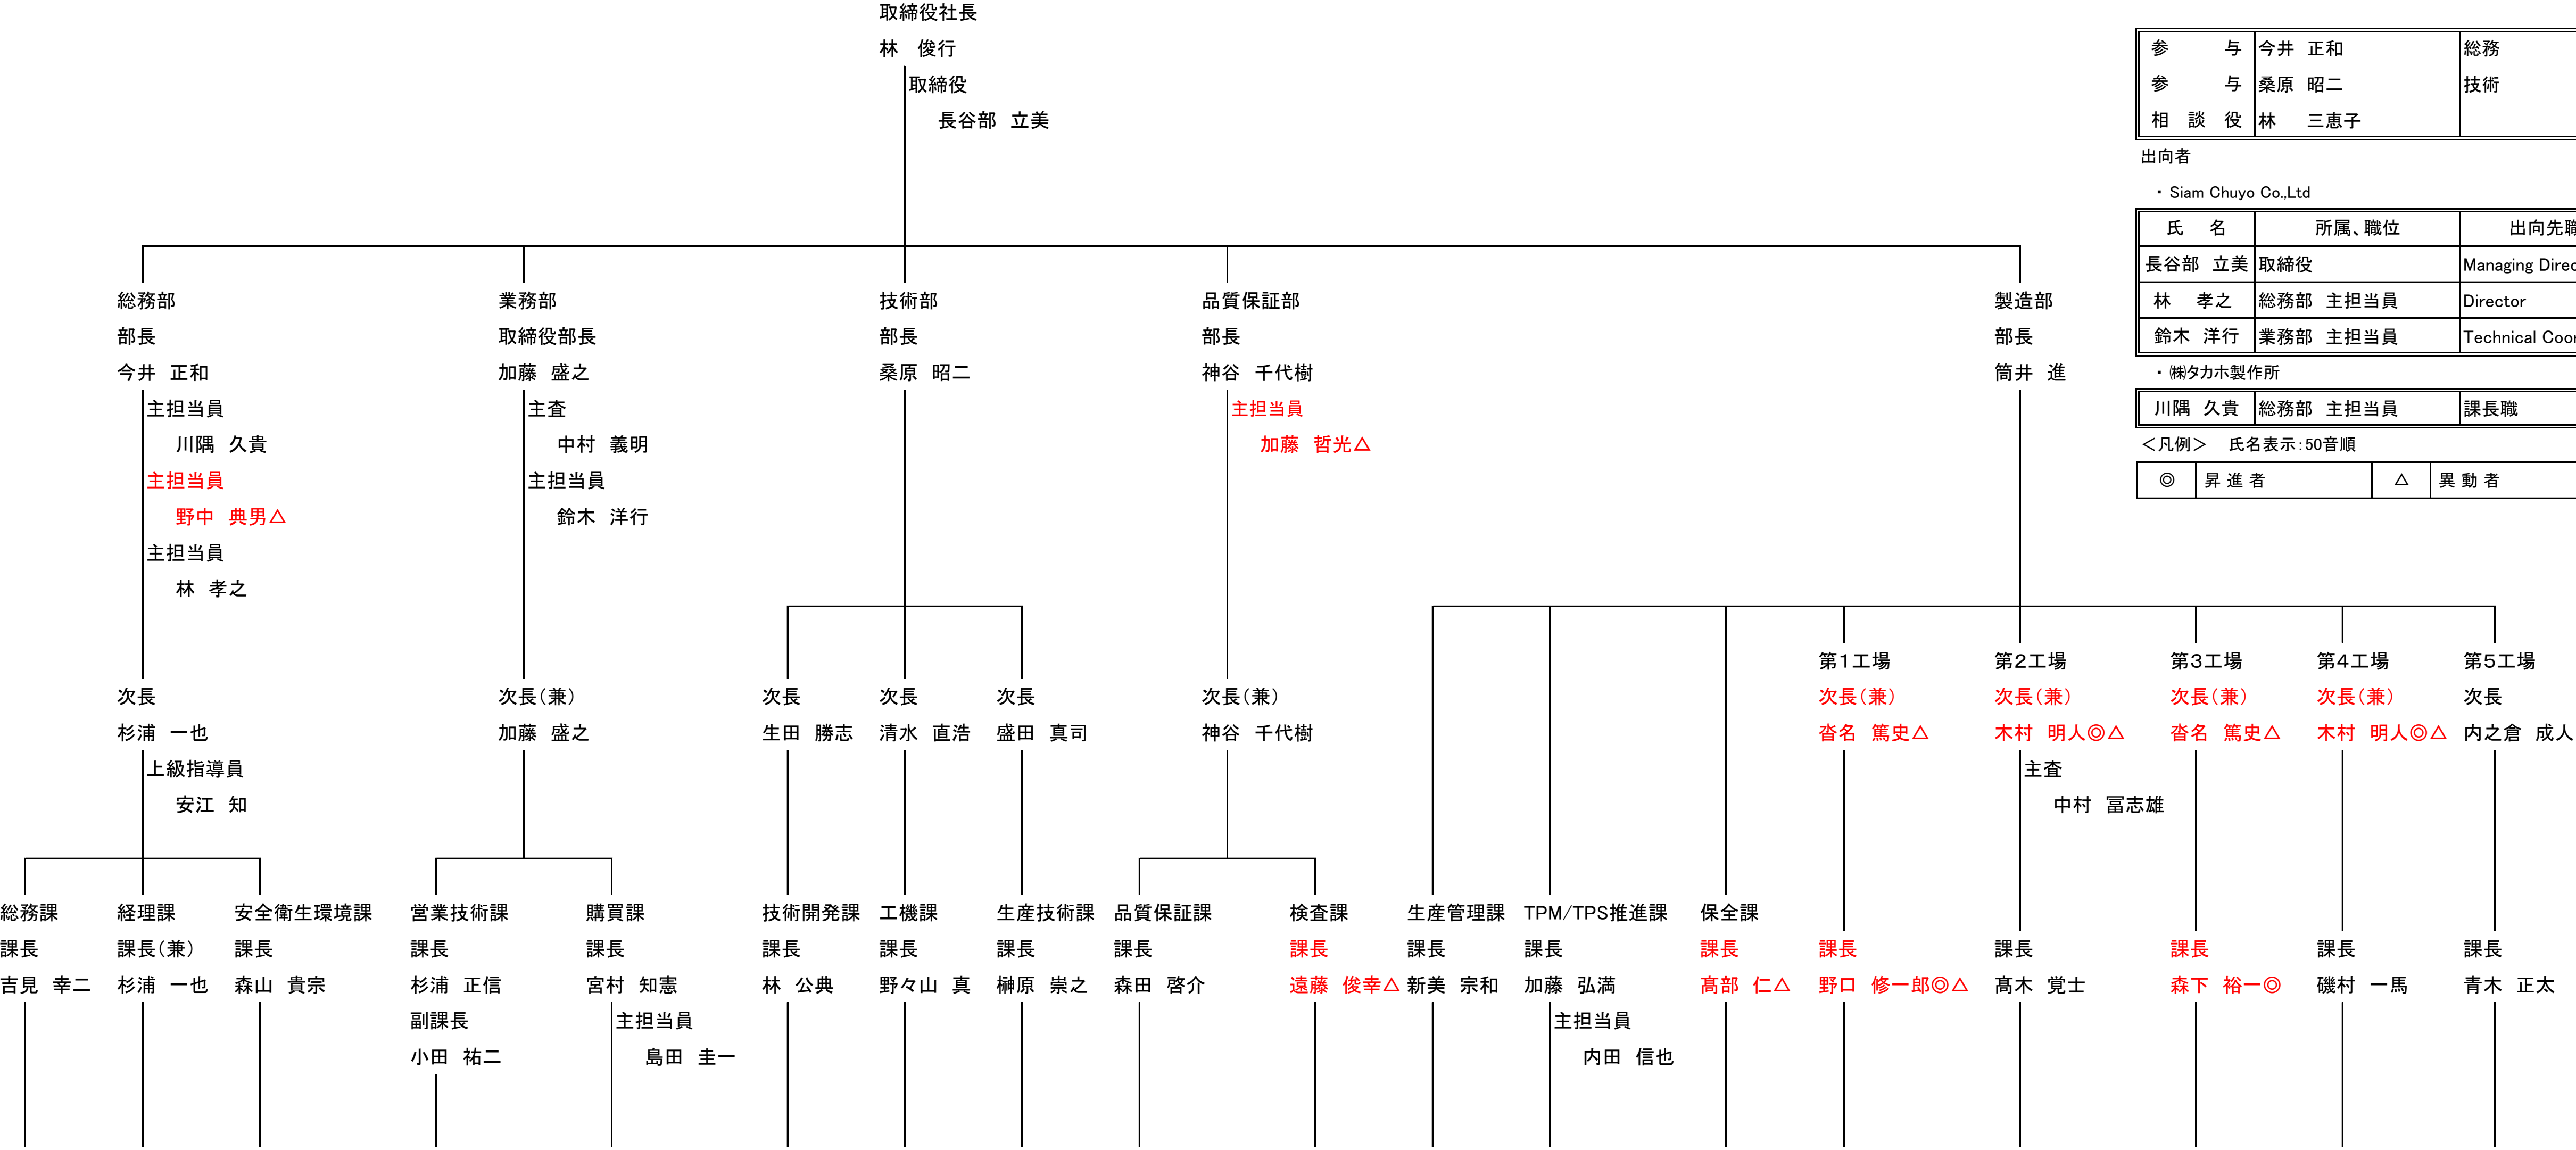 取締役社長
林　俊行
取締役
長谷部　立美
参　与　今井　正和　総務
参　与　桑原　昭二　技術
相　談　役　林　三恵子
出向者
・ Siam Chuyo Co.,Ltd
氏　名　所属、職位　出向先職
長谷部　立美　取締役　Managing Direc
林　孝之　総務部　主担当員　Director
鈴木　洋行　業務部　主担当員　Technical Coor
・ ㈱タカホ製作所
川隅　久貴　総務部　主担当員　課長職
＜凡例＞　氏名表示：50音順
◎　昇 進 者　△　異 動 者
総務部
部長
今井　正和
主担当員
川隅　久貴
主担当員
野中　典男△
主担当員
林　孝之
次長
杉浦　一也
上級指導員
安江　知
総務課
課長
吉見　幸二
経理課
課長（兼）
杉浦　一也
安全衛生環境課
課長
森山　貴宗
業務部
取締役部長
加藤　盛之
主査
中村　義明
主担当員
鈴木　洋行
次長（兼）
加藤　盛之
営業技術課
課長
杉浦　正信
副課長
小田　祐二
購買課
課長
宮村　知憲
主担当員
島田　圭一
技術部
部長
桑原　昭二
次長
生田　勝志
次長
清水　直浩
次長
盛田　真司
技術開発課
課長
林　公典
工機課
課長
野々山　真
生産技術課
課長
榊原　崇之
品質保証部
部長
神谷　千代樹
主担当員
加藤　哲光△
次長（兼）
神谷　千代樹
品質保証課
課長
森田　啓介
検査課
課長
遠藤　俊幸△
製造部
部長
筒井　進
生産管理課
課長
新美　宗和
TPM/TPS推進課
課長
加藤　弘満
主担当員
内田　信也
保全課
課長
髙部　仁△
第１工場
次長（兼）
沓名　篤史△
課長
野口　修一郎◎△
第２工場
次長（兼）
木村　明人◎△
主査
中村　冨志雄
課長
髙木　覚士
第３工場
次長（兼）
沓名　篤史△
課長
森下　裕一◎
第４工場
次長（兼）
木村　明人◎△
課長
磯村　一馬
第５工場
次長
内之倉　成人
課長
青木　正太